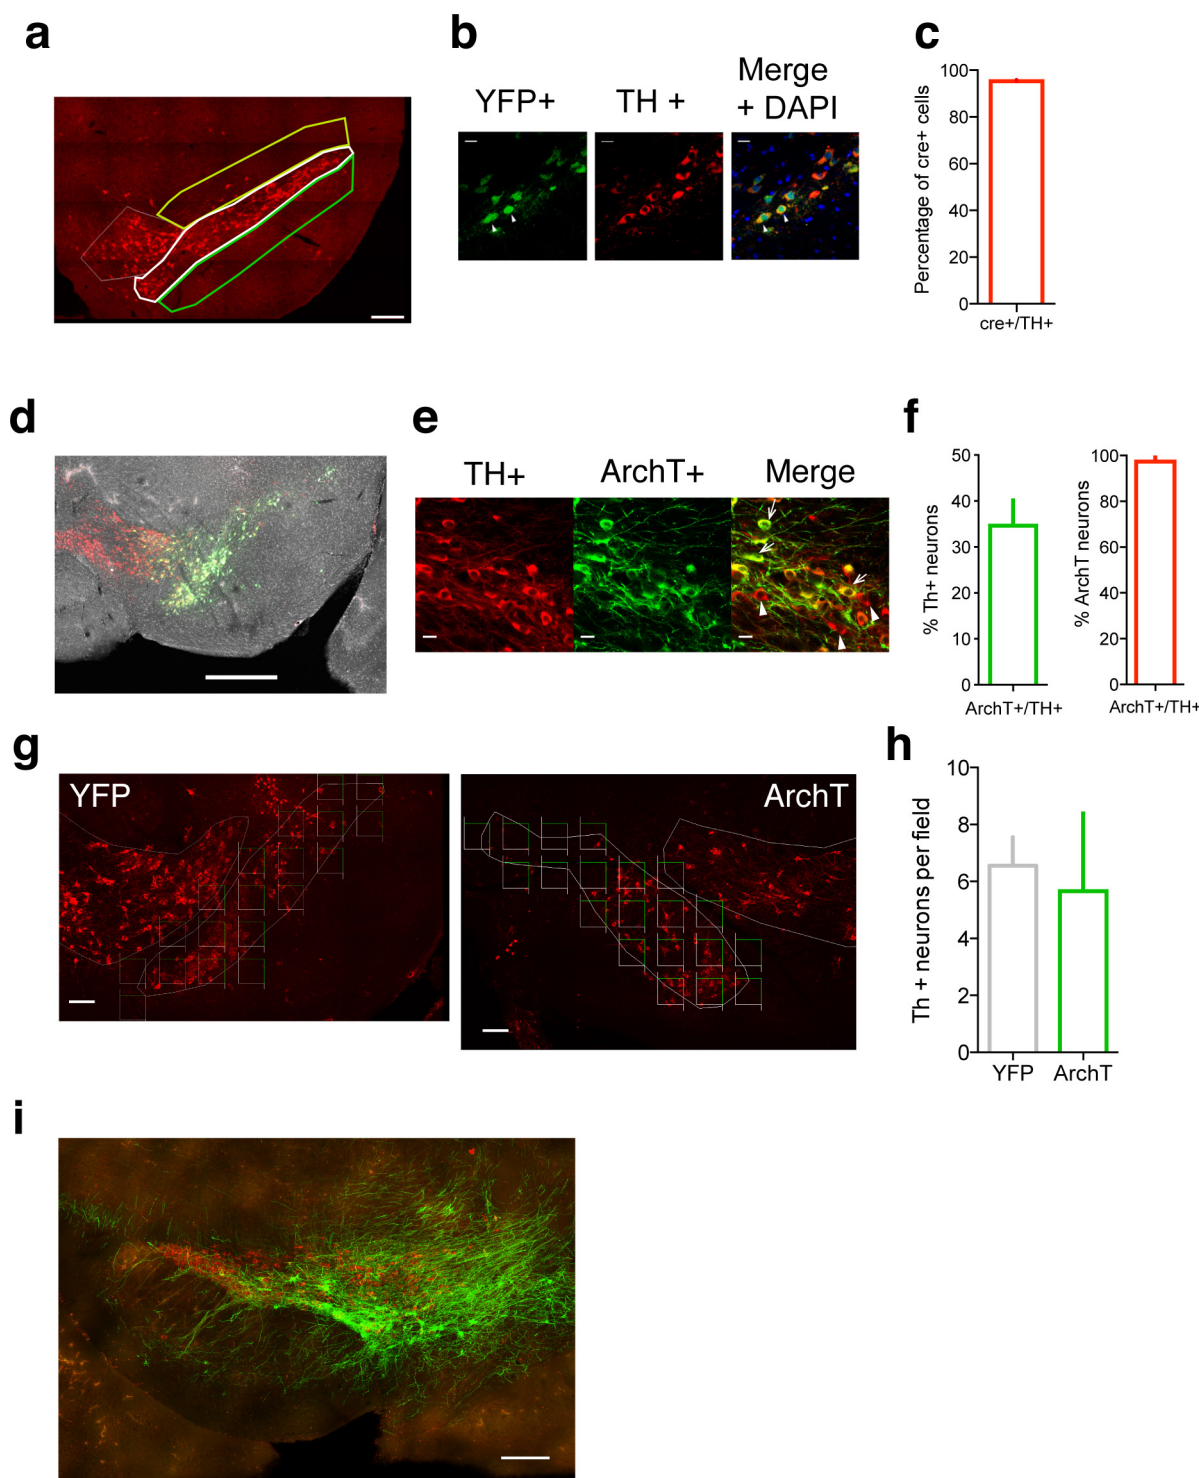 a
b
c
YFP+
TH +
Merge
+ DAPI
Percentage of cre+ cells
100
80
60
40
20
0
cre+/TH+
d
e
f
TH+
ArchT+
Merge
% Th+ neurons
50
40
30
20
10
0
ArchT+/TH+
% ArchT neurons
100
80
60
40
20
0
ArchT+/TH+
g
h
YFP
ArchT
Th + neurons per field
10
8
6
4
2
0
YFP
ArchT
i